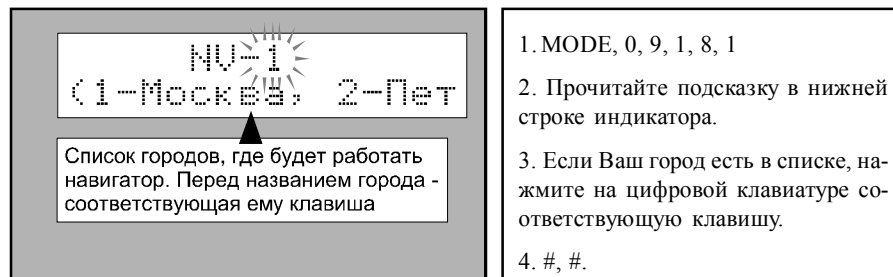 NV-1
(1-Москва, 2-Пет
Список городов, где будет работать
навигатор. Перед названием города -
соответствующая ему клавиша
1. MODE, 0, 9, 1, 8, 1
2. Прочитайте подсказку в нижней
строке индикатора.
3. Если Ваш город есть в списке, на-
жмите на цифровой клавиатуре со-
ответствующую клавишу.
4. #, #.